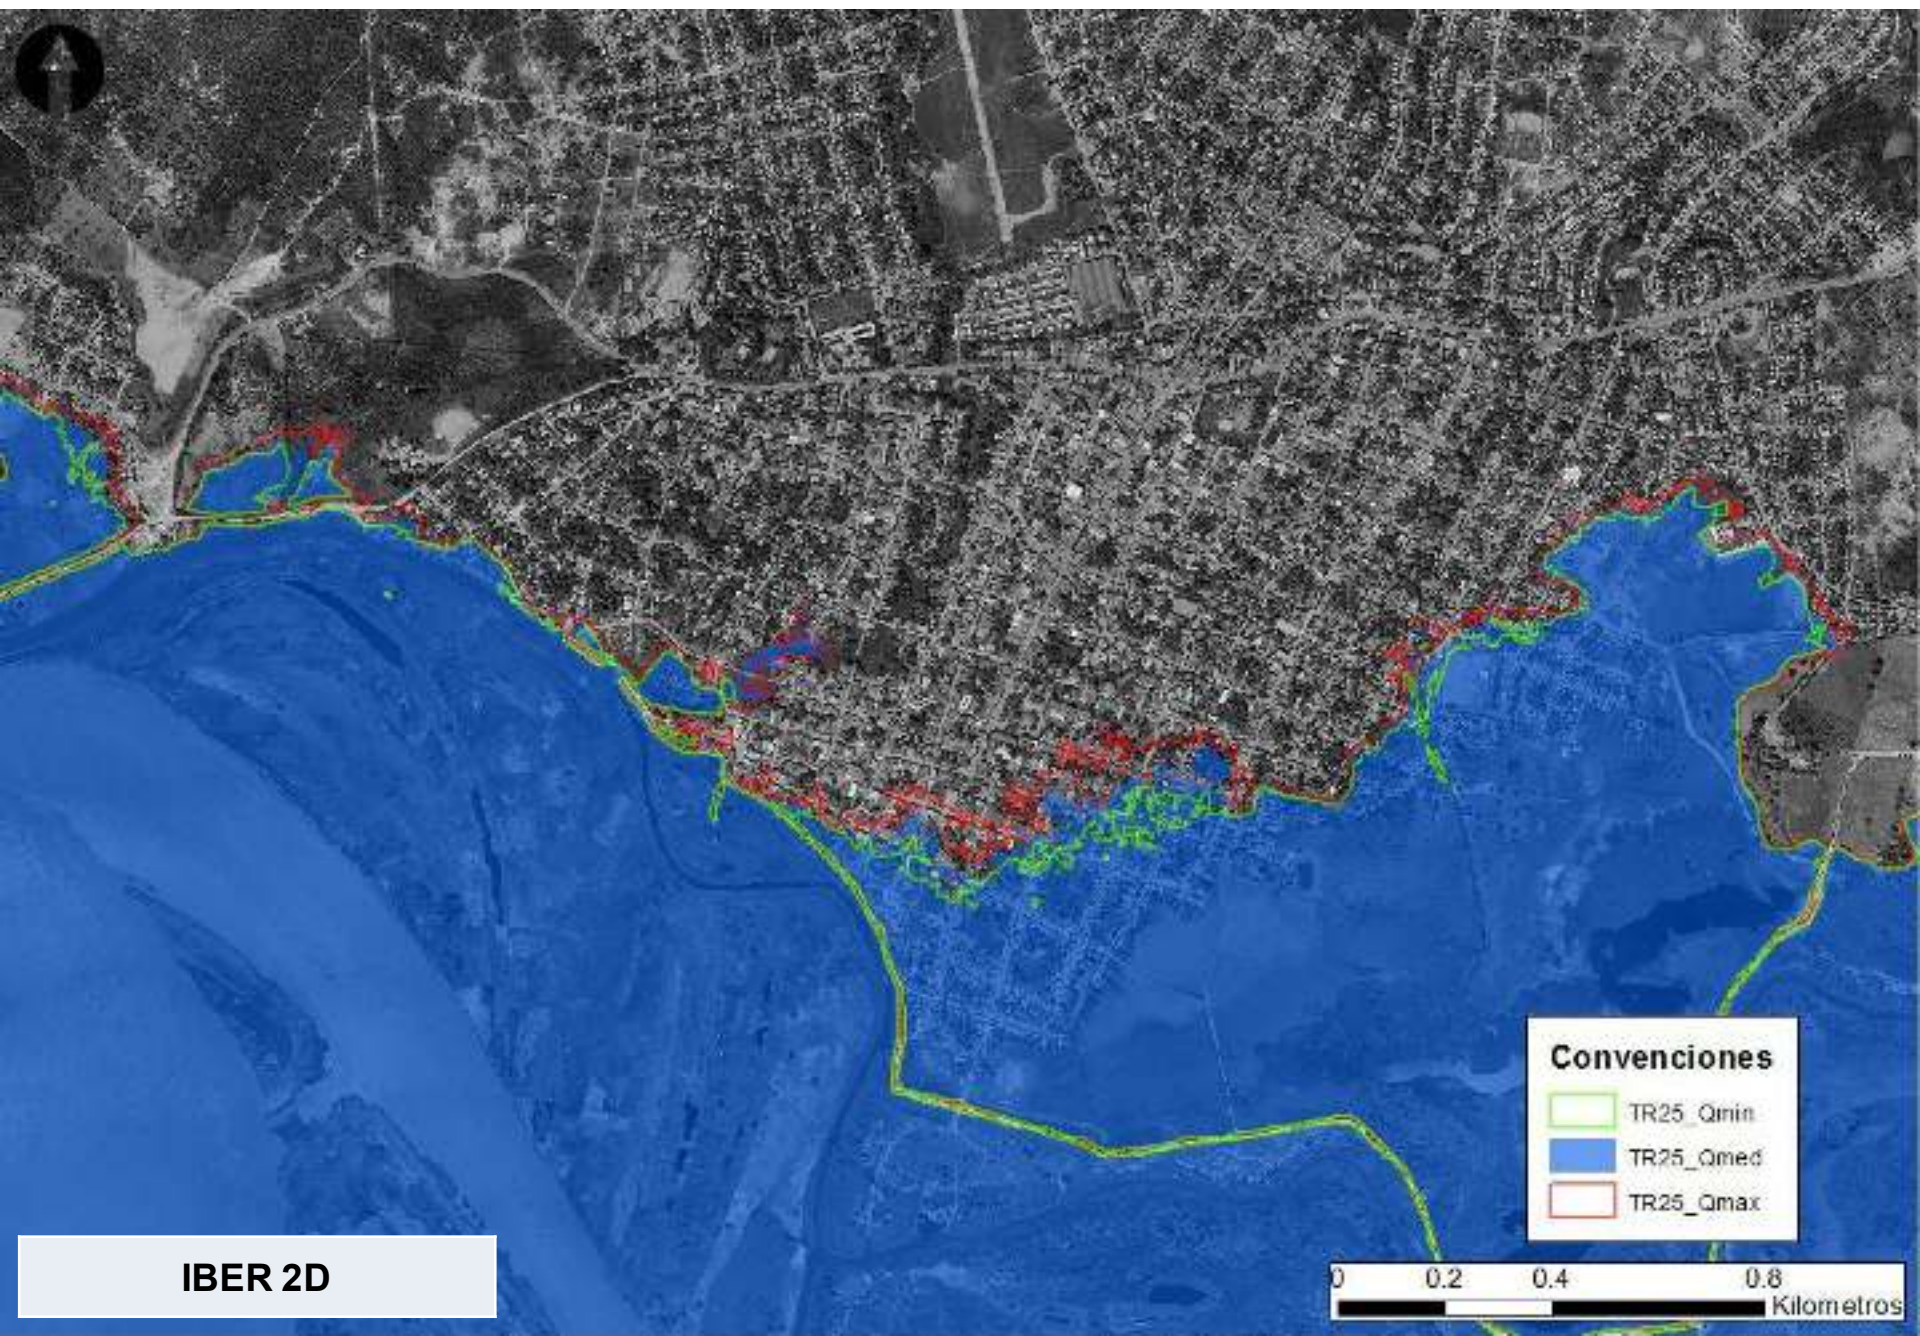 Convenciones
TR25_Qmin
TR25_Qmed
TR25_Qmax
IBER 2D
0 0.2 0.4 0.8
Kilometros